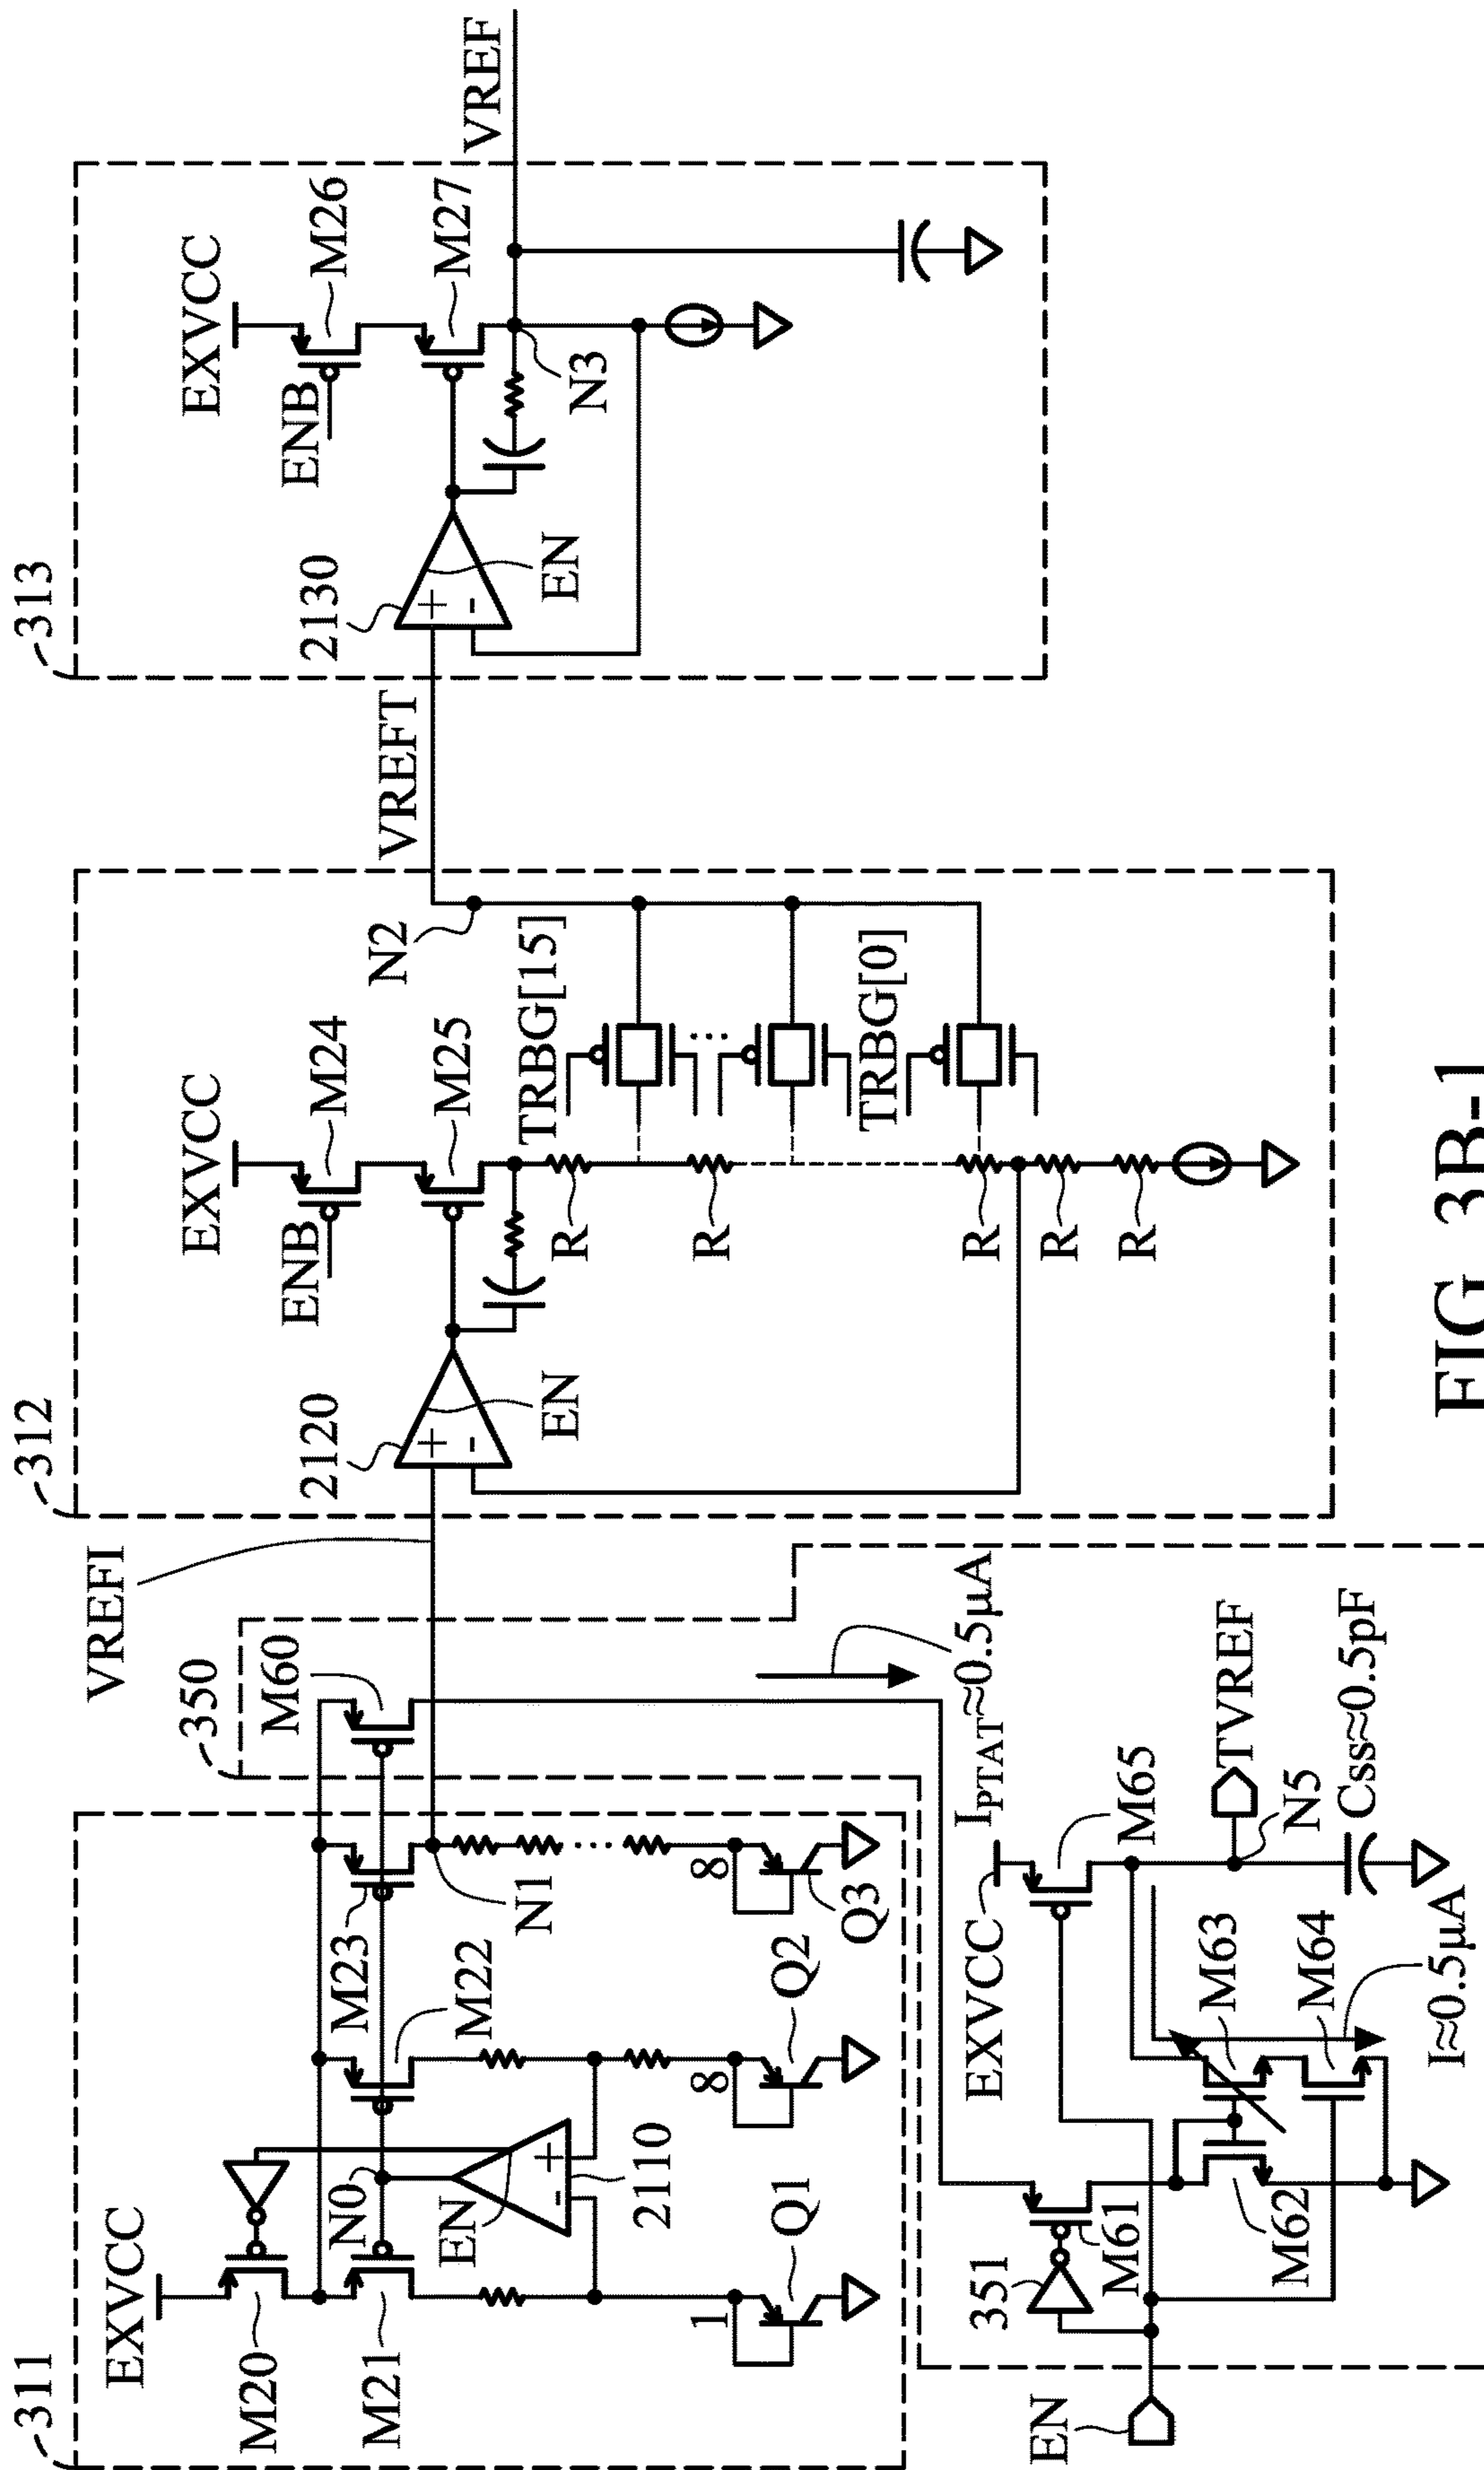 311
EXVCC
M20
M21
N0
EN
2110
M23
M22
N1
1
8
8
Q1
Q2
Q3
350
M60
VREFI
IPTAT≈0.5μA
EN
351
M61
M62
EXVCC
M65
M63
M64
TVREF
N5
Css≈0.5pF
I≈0.5μA
312
2120
+
-
EN
EXVCC
ENB
M24
M25
R
R
R
R
R
TRBG[15]
...
TRBG[0]
N2
VREFT
313
2130
+
-
EN
EXVCC
ENB
M26
M27
N3
VREF
FIG. 3B-1